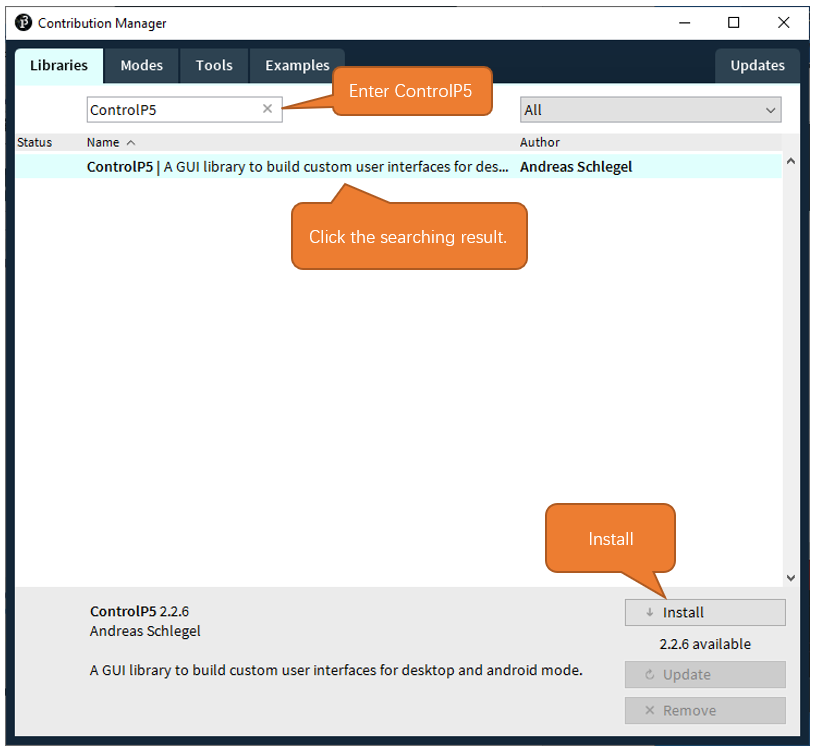 Contribution Manager
Libraries Modes Tools Examples Updates
Enter ControlP5
ControlP5 All
Status Name Author
ControlP5 | A GUI library to build custom user interfaces for des... Andreas Schlegel
Click the searching result.
Install
ControlP5 2.2.6
Install
Andreas Schlegel
2.2.6 available
A GUI library to build custom user interfaces for desktop and android mode.
Update
Remove